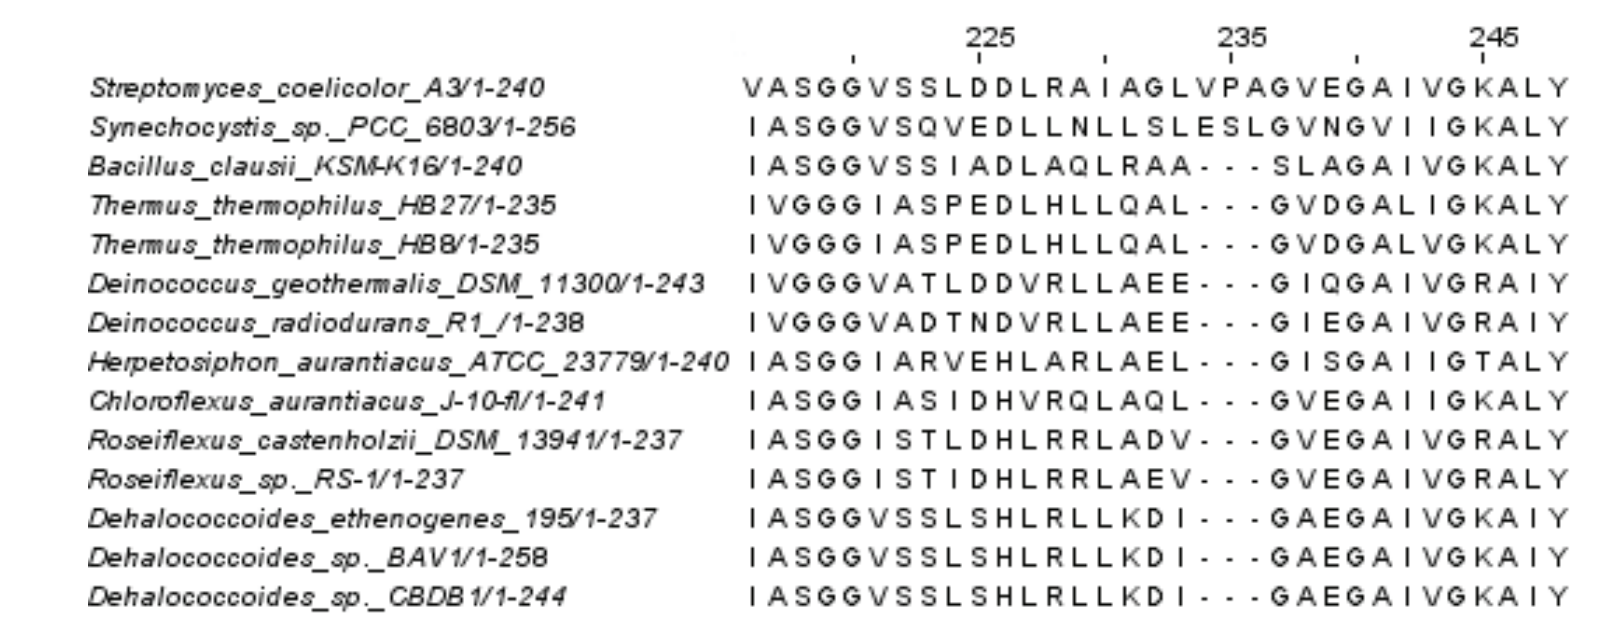 225 235 245
Streptomyces_coelicolor_A3/1-240 VASGGVSSLDDLRAIAGLVPAGVEGAIVGKALY
Synechocystis_sp._PCC_6803/1-256 IASGGVSQVEDLLNLLSLESLGVNGVIIGKALY
Bacillus_clausii_KSM-K16/1-240 IASGGVSSIADLAQLRAA---SLAGAIVGKALY
Thermus_thermophilus_HB27/1-235 IVGGGIASPEDLHLLQAL---GVDGALIGKALY
Thermus_thermophilus_HB8/1-235 IVGGGIASPEDLHLLQAL---GVDGALVGKALY
Deinococcus_geothermalis_DSM_11300/1-243 IVGGGVATLDDVRLLAEE---GIQGAIVGRAIY
Deinococcus_radiodurans_R1_/1-238 IVGGGVADTNDVRLLAEE---GIEGAIVGRAIY
Herpetosiphon_aurantiacus_ATCC_23779/1-240 IASGGIARVEHLARLAEL---GISGAIIGTALY
Chloroflexus_aurantiacus_J-10-fl/1-241 IASGGIASIDHVRQLAQL---GVEGAIIGKALY
Roseiflexus_castenholzii_DSM_13941/1-237 IASGGISTLDHLRRLADV---GVEGAIVGRALY
Roseiflexus_sp._RS-1/1-237 IASGGISTIDHLRRLAEV---GVEGAIVGRALY
Dehalococcoides_ethenogenes_195/1-237 IASGGVSSLSHLRLLKDI---GAEGAIVGKAIY
Dehalococcoides_sp._BAV1/1-258 IASGGVSSLSHLRLLKDI---GAEGAIVGKAIY
Dehalococcoides_sp._CBDB1/1-244 IASGGVSSLSHLRLLKDI---GAEGAIVGKAIY